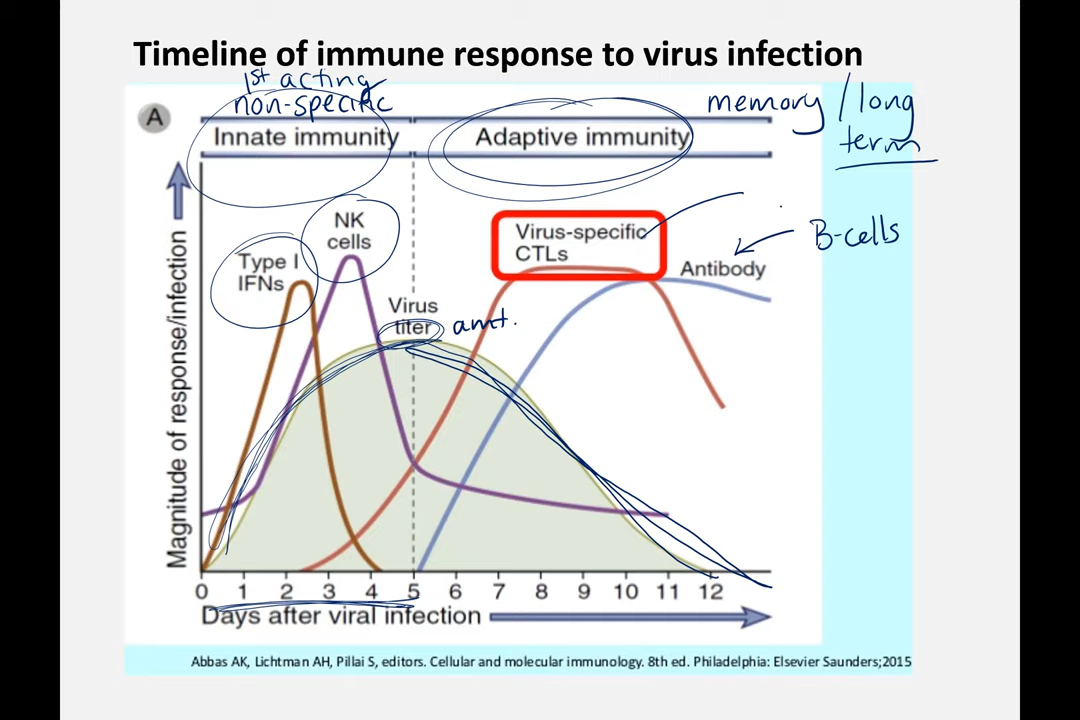 Timeline of immune response to virus infection
1st acting
non-specific
memory / long
term
A
Innate immunity
Adaptive immunity
NK
cells
Type I
IFNs
Virus-specific
CTLs
B-cells
Antibody
Virus
titer
amt.
Magnitude of response/infection
0 1 2 3 4 5 6 7 8 9 10 11 12
Days after viral infection
Abbas AK, Lichtman AH, Pillai S, editors. Cellular and molecular immunology. 8th ed. Philadelphia: Elsevier Saunders;2015